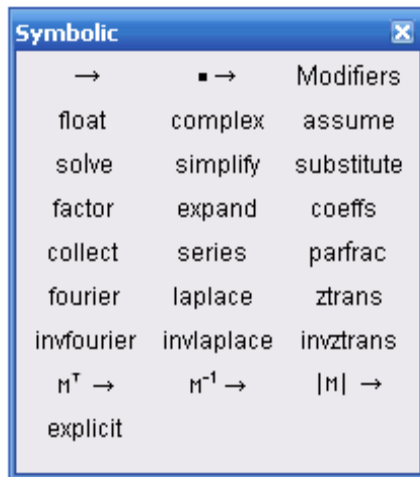 Symbolic
→ ▪ → Modifiers
float complex assume
solve simplify substitute
factor expand coeffs
collect series parfrac
fourier laplace ztrans
invfourier invlaplace invztrans
Mᵀ → M⁻¹ → |M| →
explicit